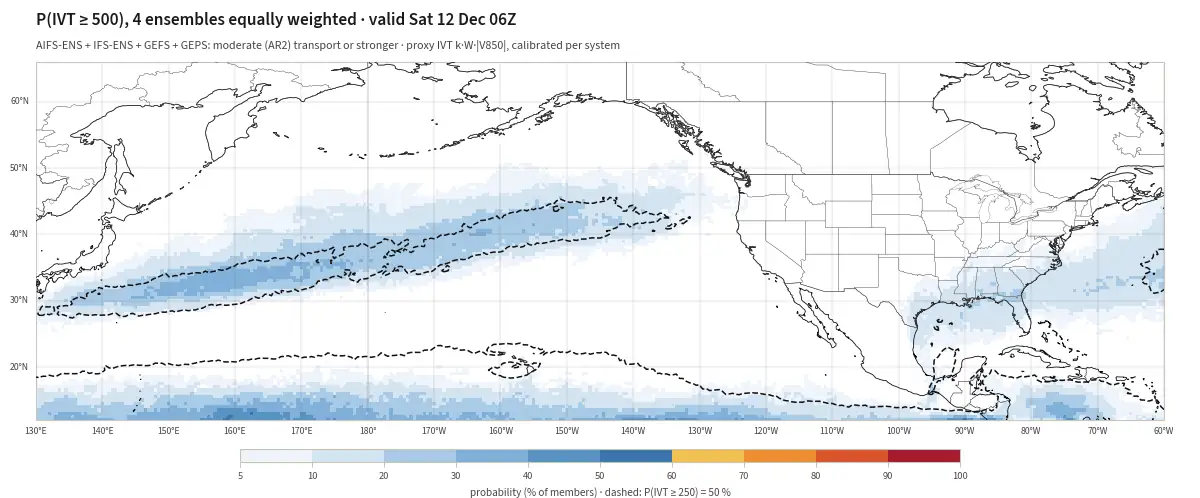 P(IVT ≥ 500), 4 ensembles equally weighted · valid Sat 12 Dec 06Z
AIFS-ENS + IFS-ENS + GEFS + GEPS: moderate (AR2) transport or stronger · proxy IVT k·W·|V850|, calibrated per system
60°N
50°N
40°N
30°N
20°N
130°E 140°E 150°E 160°E 170°E 180° 170°W 160°W 150°W 140°W 130°W 120°W 110°W 100°W 90°W 80°W 70°W 60°W
5 10 20 30 40 50 60 70 80 90 100
probability (% of members) · dashed: P(IVT ≥ 250) = 50 %